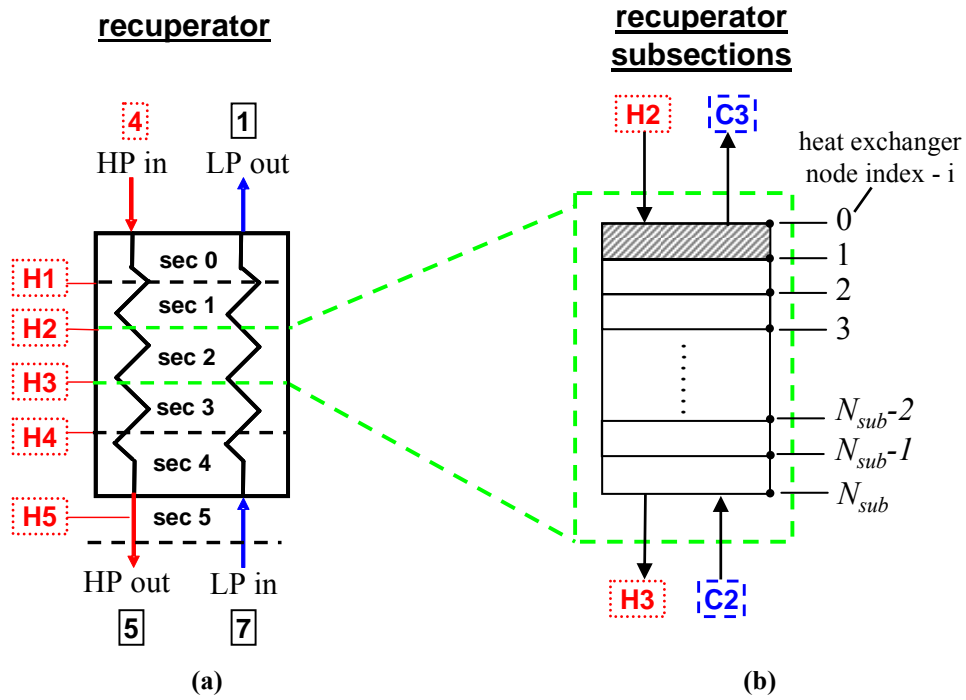 recuperator
recuperator
subsections
4
1
HP in
LP out
H2
C3
heat exchanger
node index - i
sec 0
H1
sec 1
H2
sec 2
H3
sec 3
H4
sec 4
H5
sec 5
HP out
LP in
5
7
0
1
2
3
N_sub-2
N_sub-1
N_sub
H3
C2
(a)
(b)